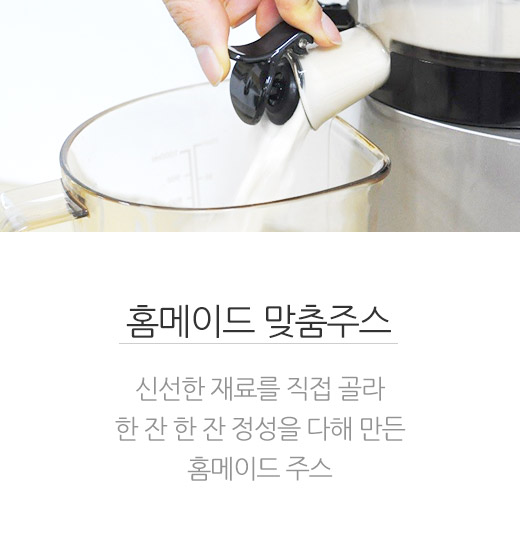 홈메이드 맞춤주스
신선한 재료를 직접 골라
한 잔 한 잔 정성을 다해 만든
홈메이드 주스